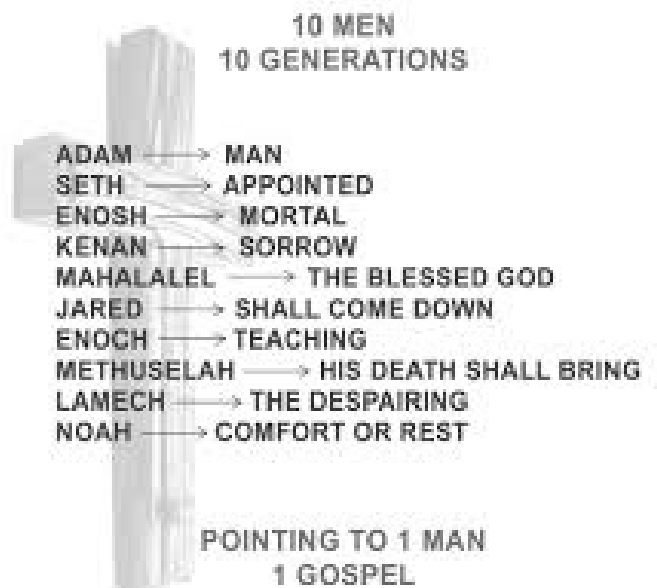 10 MEN
10 GENERATIONS
ADAM → MAN
SETH → APPOINTED
ENOSH → MORTAL
KENAN → SORROW
MAHALALEL → THE BLESSED GOD
JARED → SHALL COME DOWN
ENOCH → TEACHING
METHUSELAH → HIS DEATH SHALL BRING
LAMECH → THE DESPAIRING
NOAH → COMFORT OR REST
POINTING TO 1 MAN
1 GOSPEL